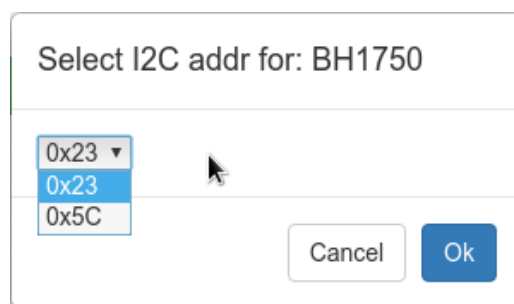 Select I2C addr for: BH1750
0x23 ▼
0x23
0x5C
Cancel Ok